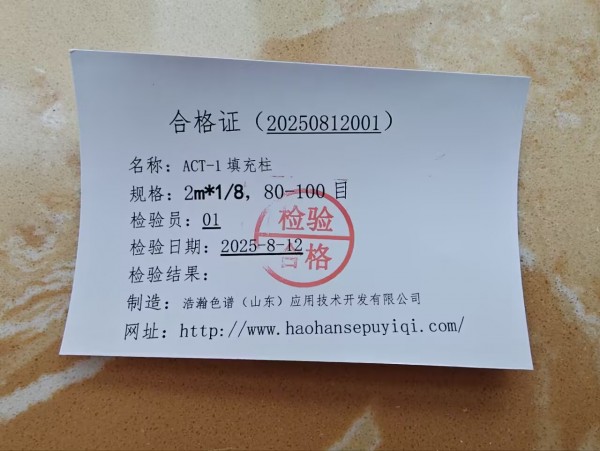 合格证（20250812001）
名称：ACT-1填充柱
规格：2m*1/8，80-100目
检验员：01
检验日期：2025-8-12
检验结果：
检验
合格
制造：浩瀚色谱（山东）应用技术开发有限公司
网址：http://www.haohansepuyiqi.com/